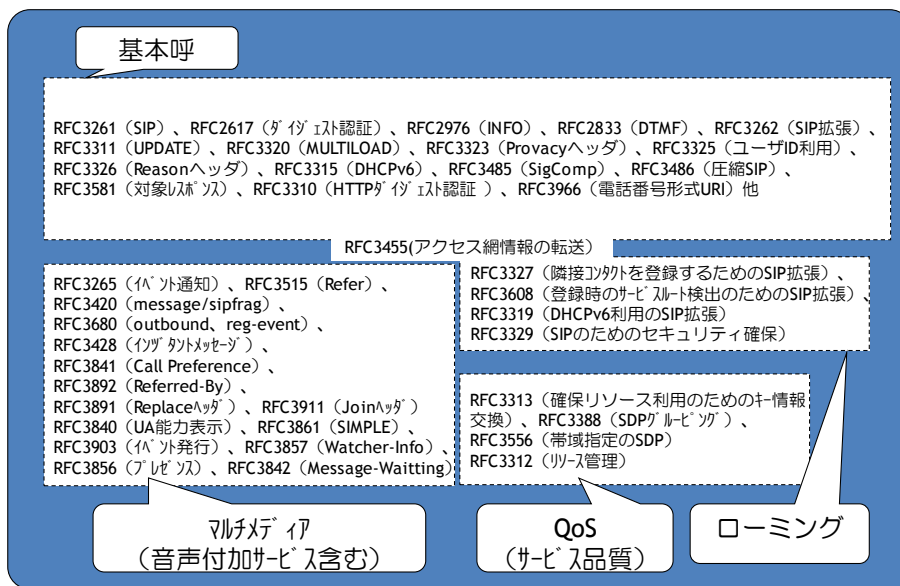 基本呼
RFC3261（SIP）、RFC2617（ﾀﾞｲｼﾞｪｽﾄ認証）、RFC2976（INFO）、RFC2833（DTMF）、RFC3262（SIP拡張）、
RFC3311（UPDATE）、RFC3320（MULTILOAD）、RFC3323（Provacyヘッダ）、RFC3325（ユーザID利用）、
RFC3326（Reasonヘッダ）、RFC3315（DHCPv6）、RFC3485（SigComp）、RFC3486（圧縮SIP）、
RFC3581（対象ﾚｽﾎﾟﾝｽ）、RFC3310（HTTPﾀﾞｲｼﾞｪｽﾄ認証 ）、RFC3966（電話番号形式URI）他
RFC3455(アクセス網情報の転送）
RFC3265（ｲﾍﾞﾝﾄ通知）、RFC3515（Refer）、
RFC3420（message/sipfrag）、
RFC3680（outbound、reg-event）、
RFC3428（ｲﾝﾂﾞﾀﾝﾄﾒｯｾｰｼﾞ）、
RFC3841（Call Preference）、
RFC3892（Referred-By）、
RFC3891（Replaceﾍｯﾀﾞ）、RFC3911（Joinﾍｯﾀﾞ）
RFC3840（UA能力表示）、RFC3861（SIMPLE）、
RFC3903（ｲﾍﾞﾝﾄ発行）、RFC3857（Watcher-Info）、
RFC3856（ﾌﾟﾚｾﾞﾝｽ）、RFC3842（Message-Waitting）
RFC3327（隣接ｺﾝﾀｸﾄを登録するためのSIP拡張）、
RFC3608（登録時のｻｰﾋﾞｽﾙｰﾄ検出のためのSIP拡張）、
RFC3319（DHCPv6利用のSIP拡張）
RFC3329（SIPのためのセキュリティ確保）
RFC3313（確保リソース利用のためのｷｰ情報
交換）、RFC3388（SDPｸﾞﾙｰﾋﾟﾝｸﾞ）、
RFC3556（帯域指定のSDP）
RFC3312（ﾘｿｰｽ管理）
ﾏﾙﾁﾒﾃﾞｨｱ
（音声付加ｻｰﾋﾞｽ含む）
QoS
（ｻｰﾋﾞｽ品質）
ローミング